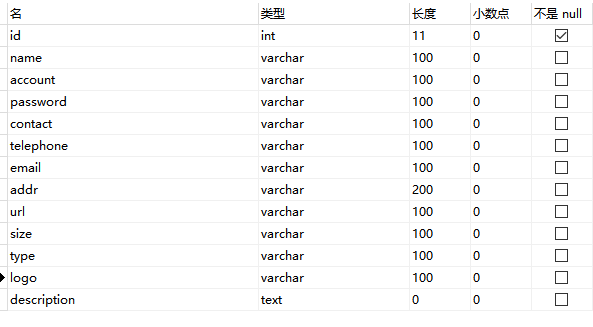 名 类型 长度 小数点 不是 null
id int 11 0
name varchar 100 0
account varchar 100 0
password varchar 100 0
contact varchar 100 0
telephone varchar 100 0
email varchar 100 0
addr varchar 200 0
url varchar 100 0
size varchar 100 0
type varchar 100 0
logo varchar 100 0
description text 0 0